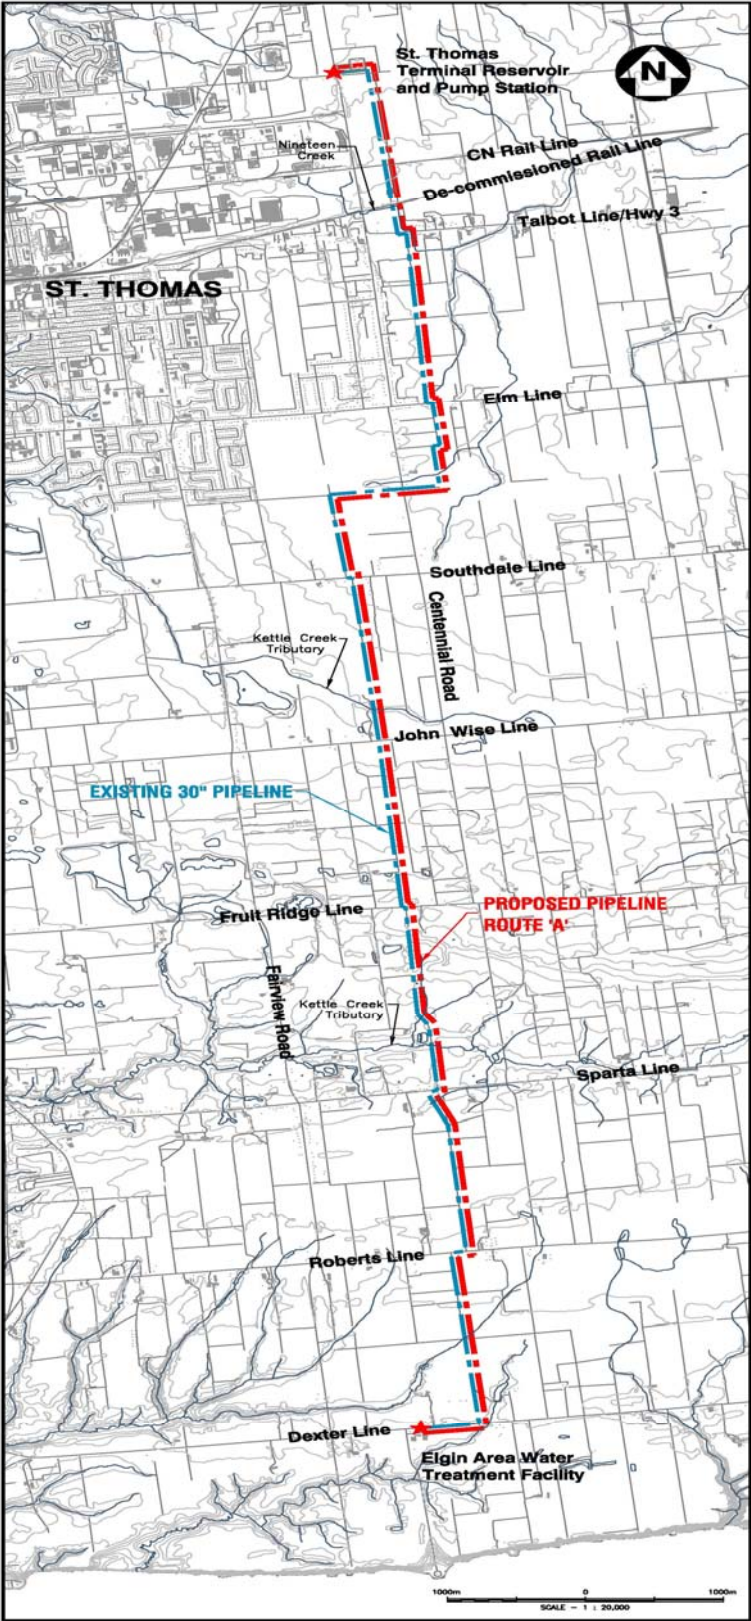 St. Thomas
Terminal Reservoir
and Pump Station
N
CN Rail Line
Nineteen
Creek
De-commissioned Rail Line
Talbot Line/Hwy 3
ST. THOMAS
Elm Line
Southdale Line
Centennial Road
Kettle Creek
Tributary
John Wise Line
EXISTING 30" PIPELINE
PROPOSED PIPELINE
ROUTE 'A'
Fruit Ridge Line
Fairview Road
Kettle Creek
Tributary
Sparta Line
Roberts Line
Dexter Line
Elgin Area Water
Treatment Facility
1000m 0 1000m
SCALE - 1 : 20,000